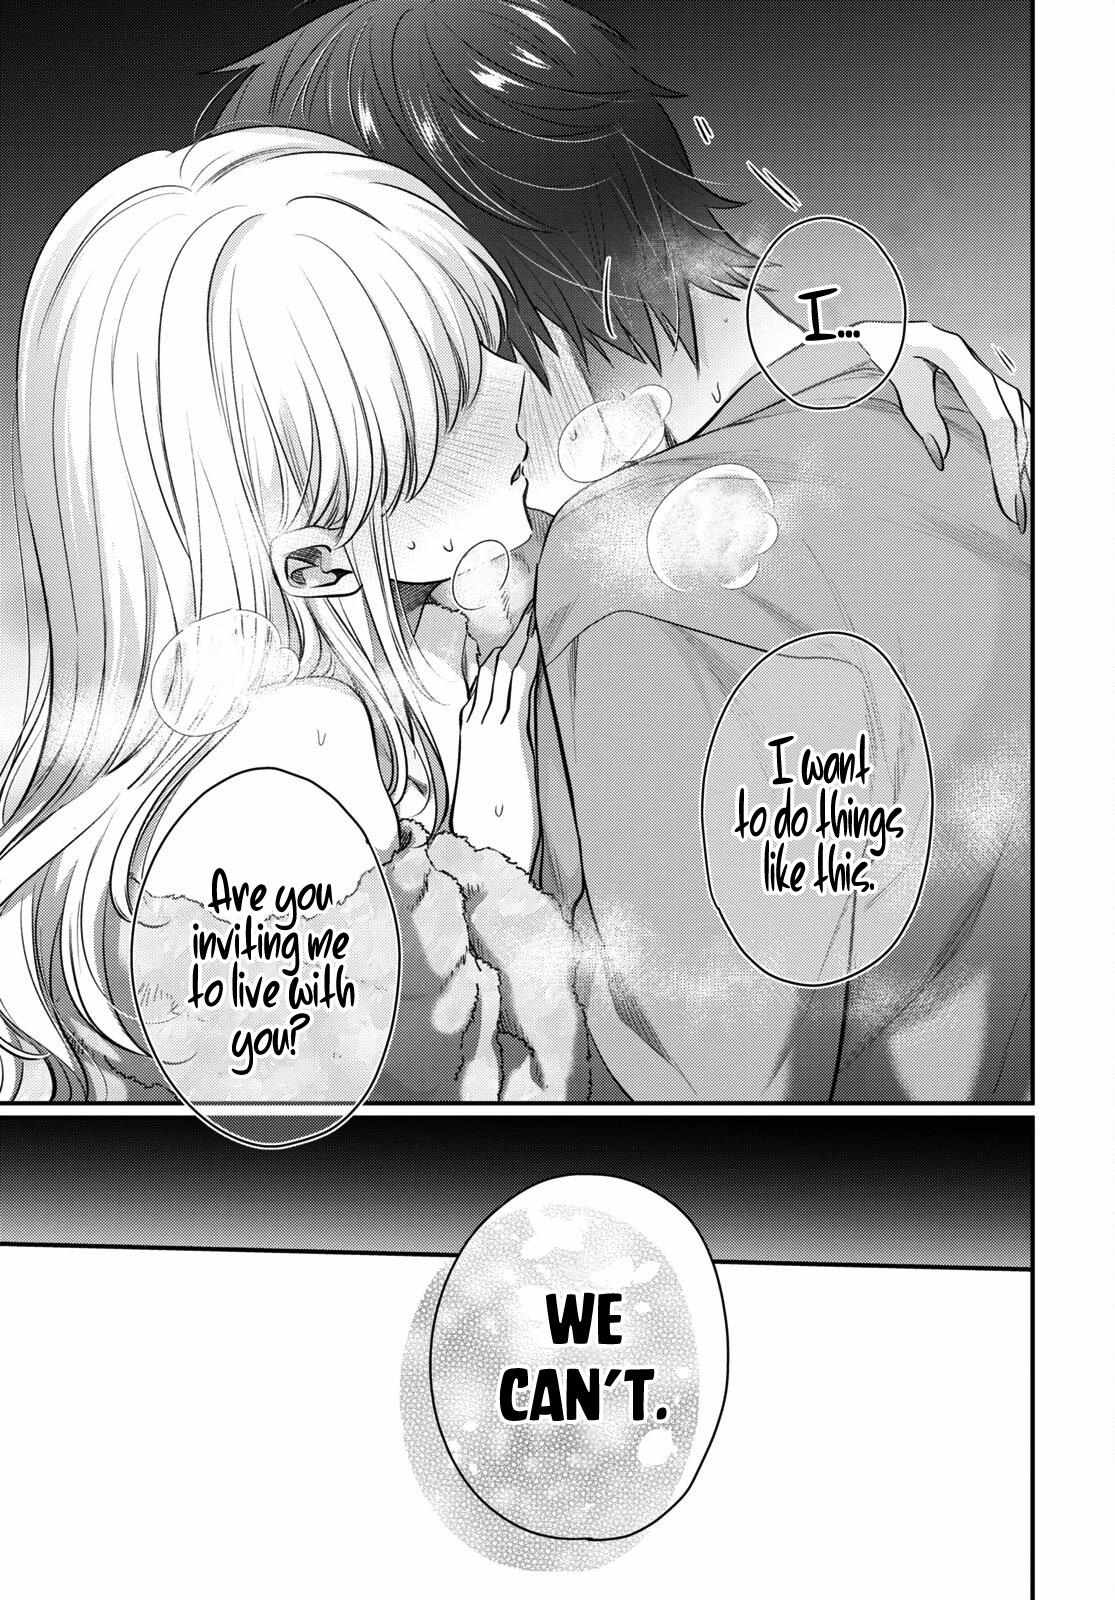 I...
I want
to do things
like this.
Are you
inviting me
to live with
you?
WE
CAN'T.